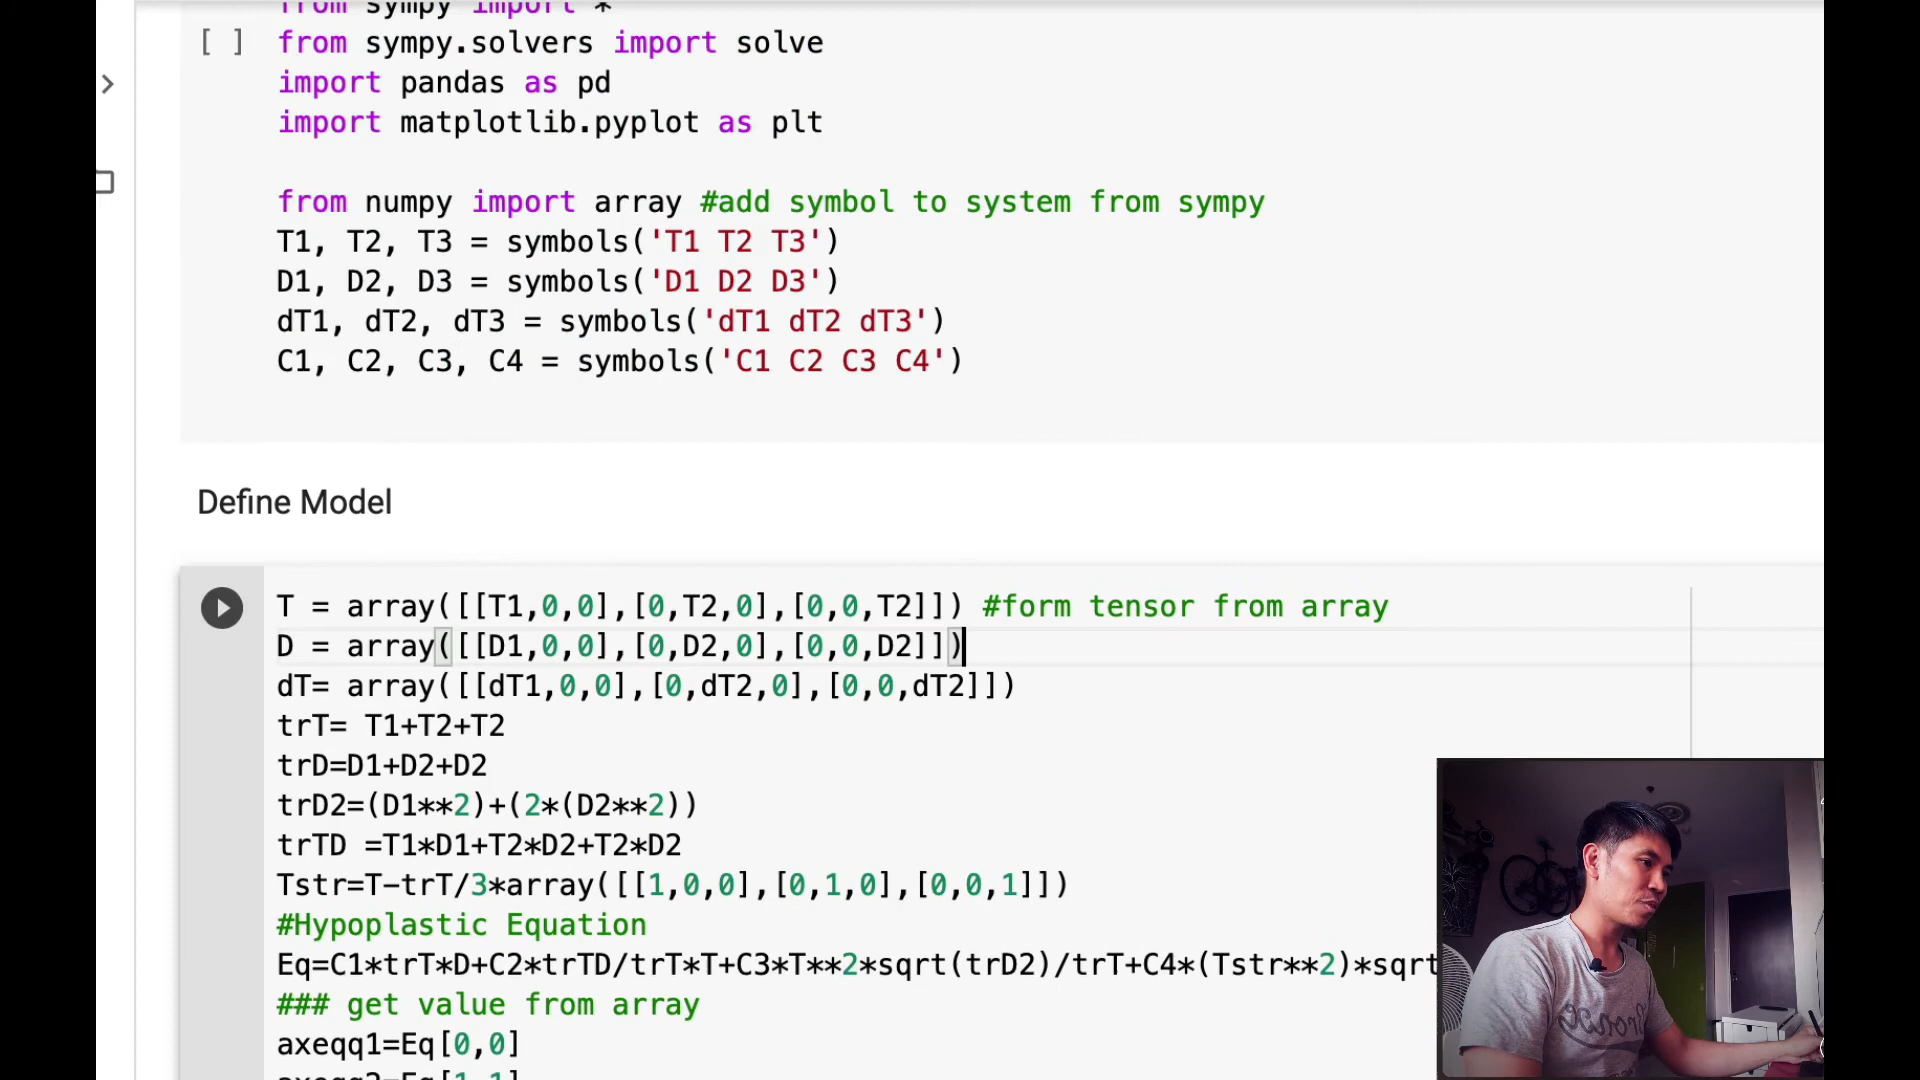 from sympy import *
[ ] from sympy.solvers import solve
import pandas as pd
import matplotlib.pyplot as plt
from numpy import array #add symbol to system from sympy
T1, T2, T3 = symbols('T1 T2 T3')
D1, D2, D3 = symbols('D1 D2 D3')
dT1, dT2, dT3 = symbols('dT1 dT2 dT3')
C1, C2, C3, C4 = symbols('C1 C2 C3 C4')
Define Model
T = array([[T1,0,0],[0,T2,0],[0,0,T2]]) #form tensor from array
D = array([[D1,0,0],[0,D2,0],[0,0,D2]])
dT= array([[dT1,0,0],[0,dT2,0],[0,0,dT2]])
trT= T1+T2+T2
trD=D1+D2+D2
trD2=(D1**2)+(2*(D2**2))
trTD =T1*D1+T2*D2+T2*D2
Tstr=T-trT/3*array([[1,0,0],[0,1,0],[0,0,1]])
#Hypoplastic Equation
Eq=C1*trT*D+C2*trTD/trT*T+C3*T**2*sqrt(trD2)/trT+C4*(Tstr**2)*sqrt
### get value from array
axeqq1=Eq[0,0]